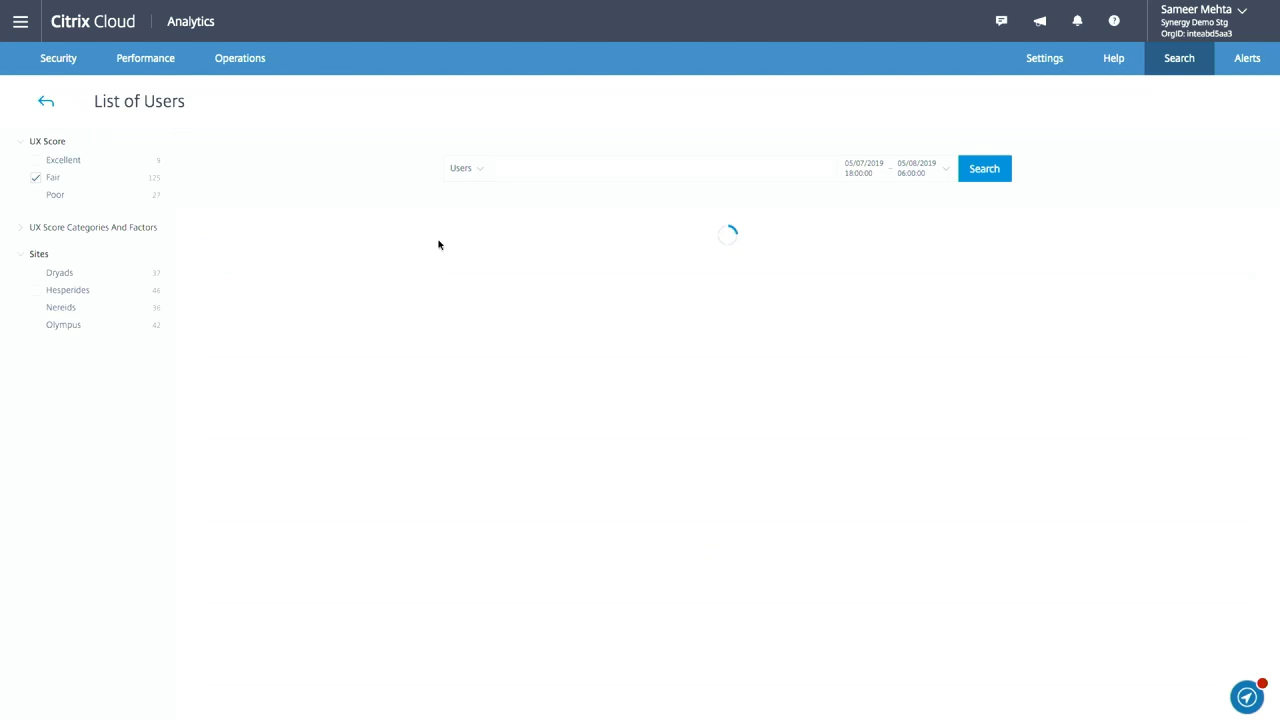 Citrix Cloud
Analytics
Sameer Mehta
Synergy Demo Stg
OrgID: inteabd5aa3
Security
Performance
Operations
Settings
Help
Search
Alerts
List of Users
UX Score
Excellent 9
Fair 125
Poor 27
UX Score Categories And Factors
Sites
Dryads 37
Hesperides 46
Nereids 36
Olympus 42
Users
05/07/2019 – 05/08/2019
18:00:00 06:00:00
Search